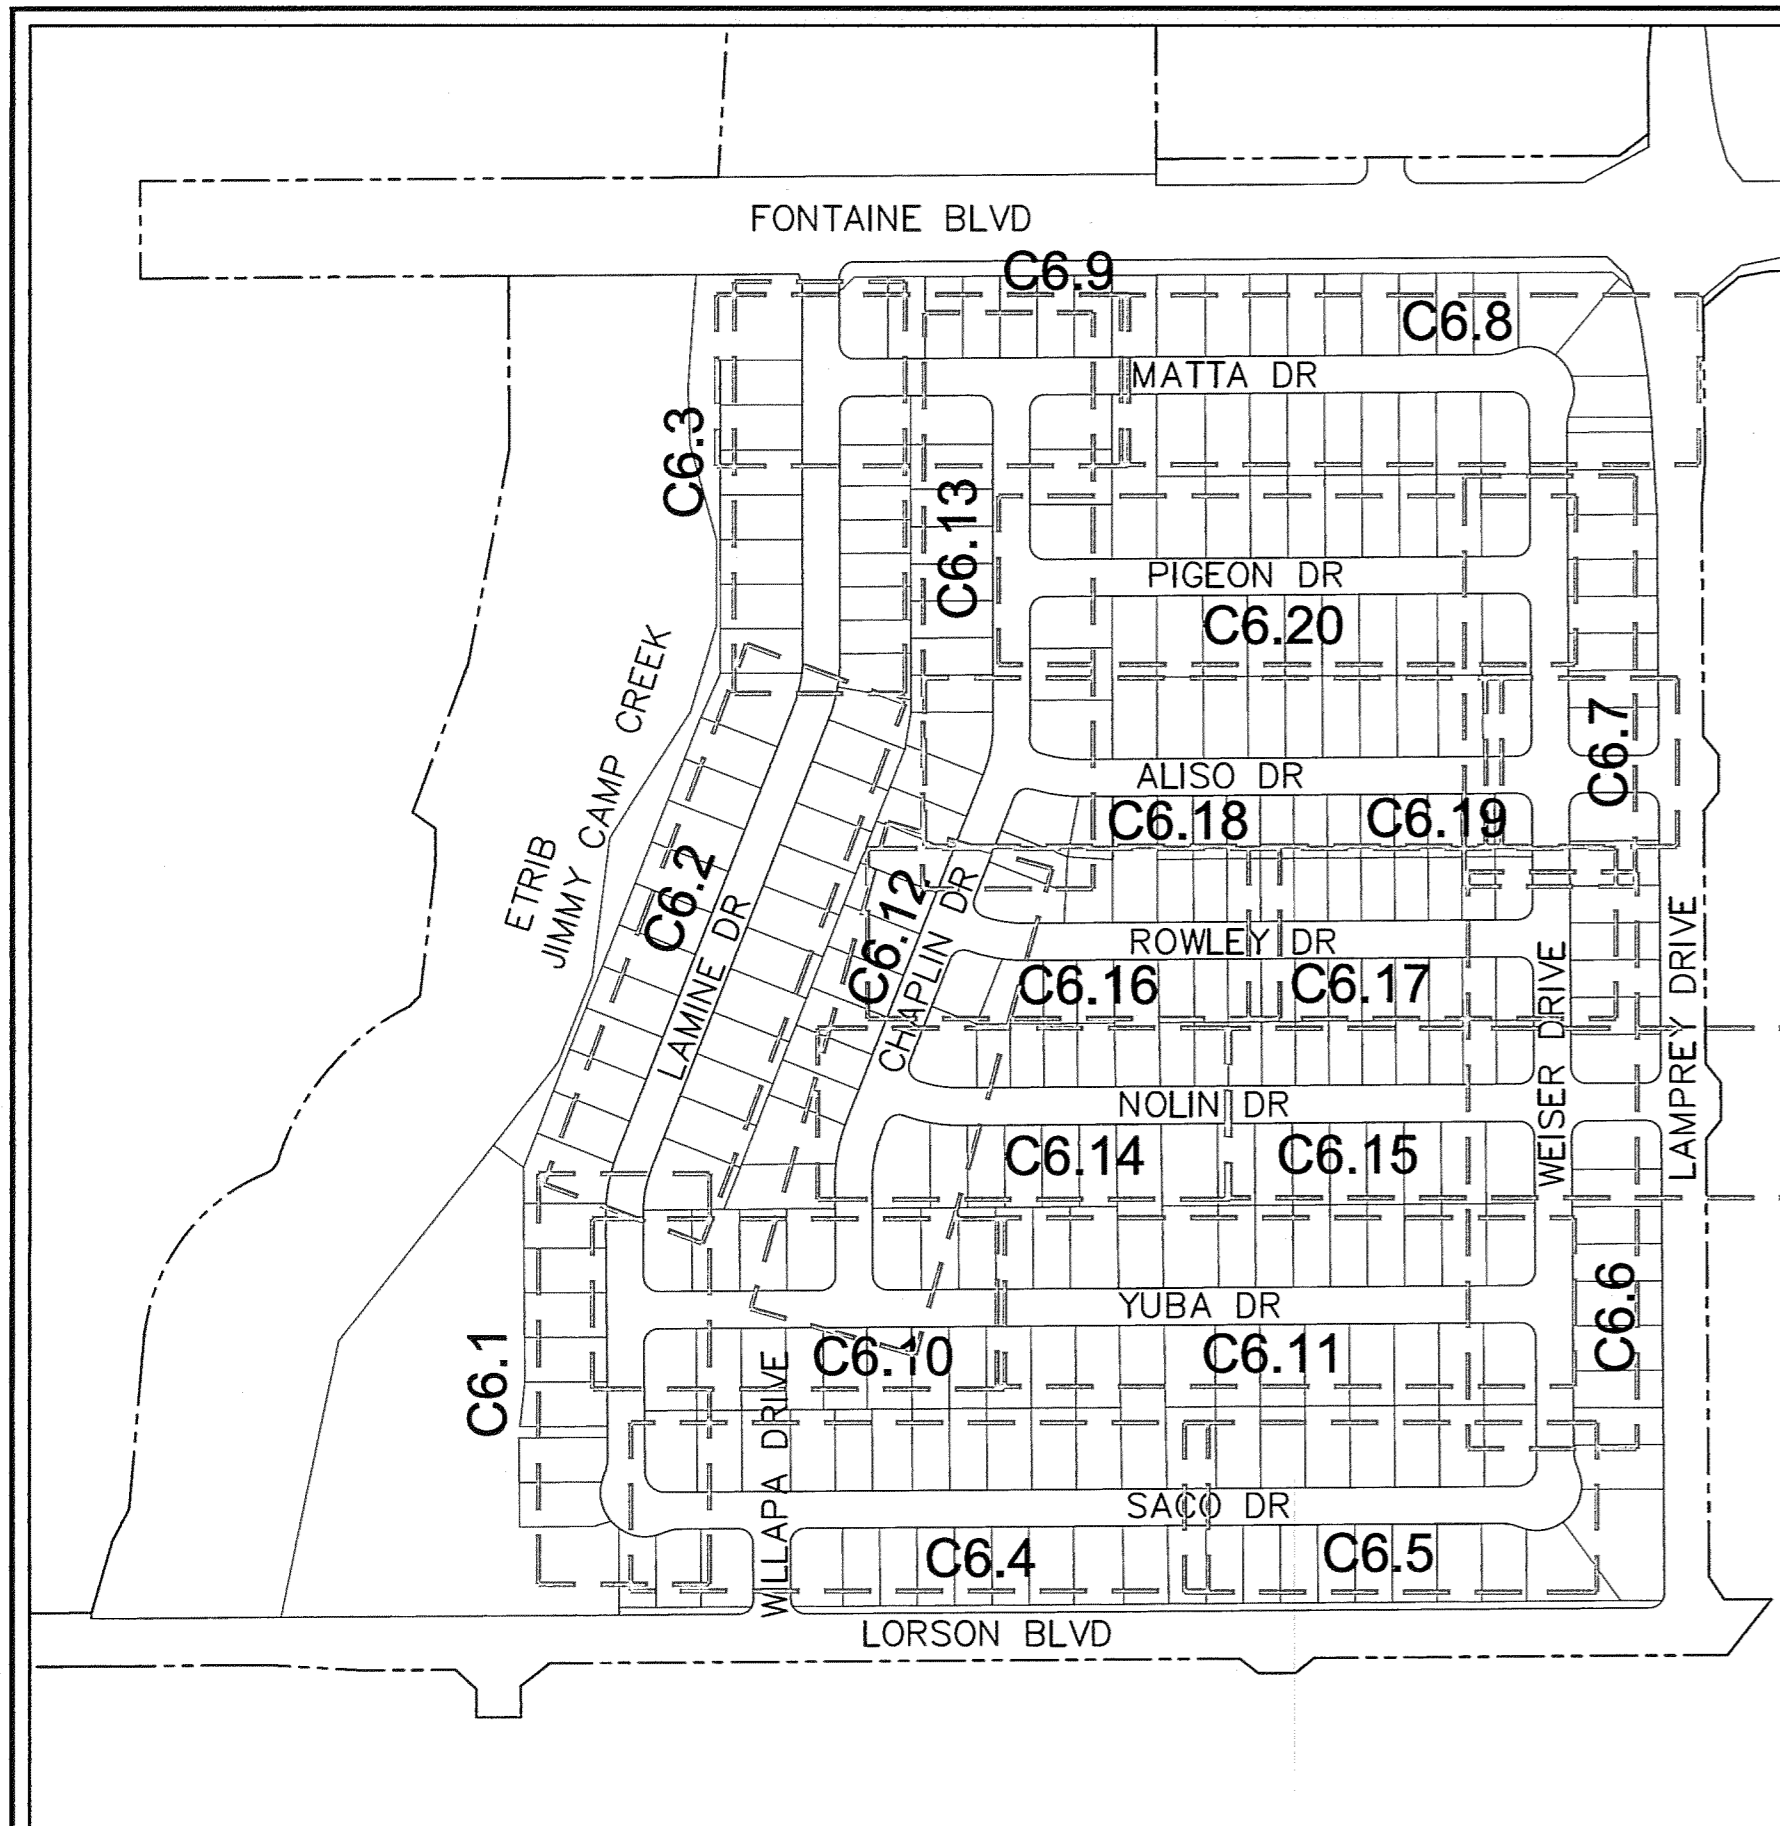 FONTAINE BLVD
C6.9
C6.8
MATTA DR
C6.3
C6.13
PIGEON DR
C6.20
ETRIB
JIMMY CAMP CREEK
C6.7
ALISO DR
C6.18
C6.19
C6.2
C6.12
LAMINE DR
CHAPLIN DR
ROWLEY DR
C6.16
C6.17
WEISER DRIVE
LAMPREY DRIVE
NOLIN DR
C6.14
C6.15
YUBA DR
C6.1
C6.10
C6.11
C6.6
WILLAPA DRIVE
SACO DR
C6.4
C6.5
LORSON BLVD